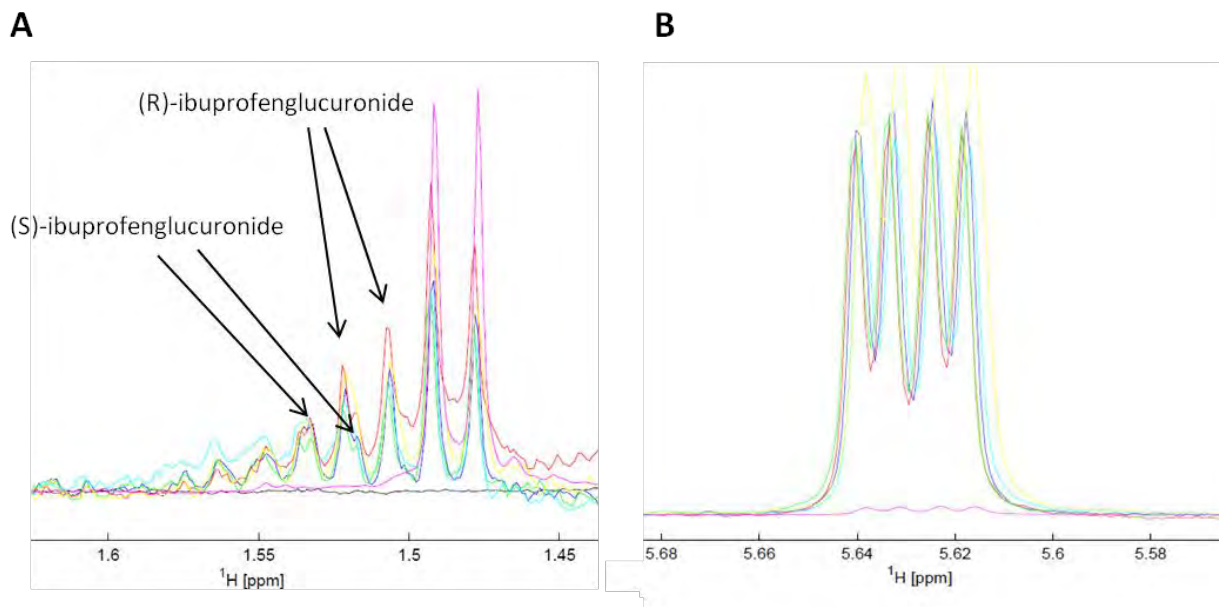 A
B
(R)-ibuprofenglucuronide
(S)-ibuprofenglucuronide
1.6 1.55 1.5 1.45
¹H [ppm]
5.68 5.66 5.64 5.62 5.6 5.58
¹H [ppm]